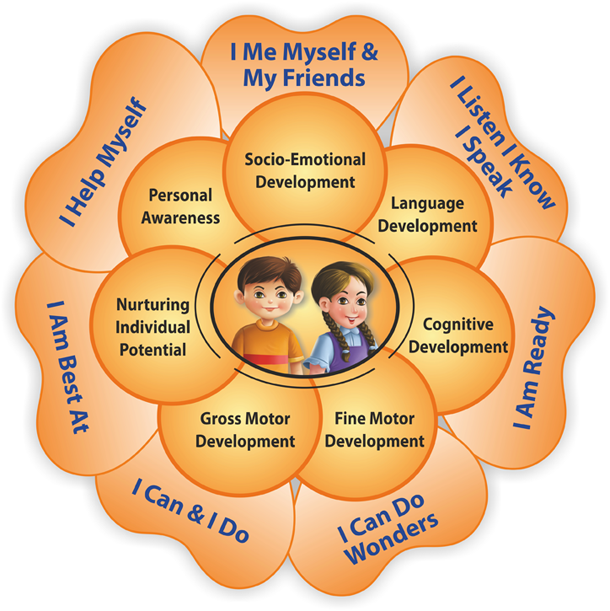 I Me Myself &
My Friends
I Listen I Know
I Speak
I Am Ready
I Can Do
Wonders
I Can & I Do
I Am Best At
I Help Myself
Socio-Emotional
Development
Language
Development
Cognitive
Development
Fine Motor
Development
Gross Motor
Development
Nurturing
Individual
Potential
Personal
Awareness